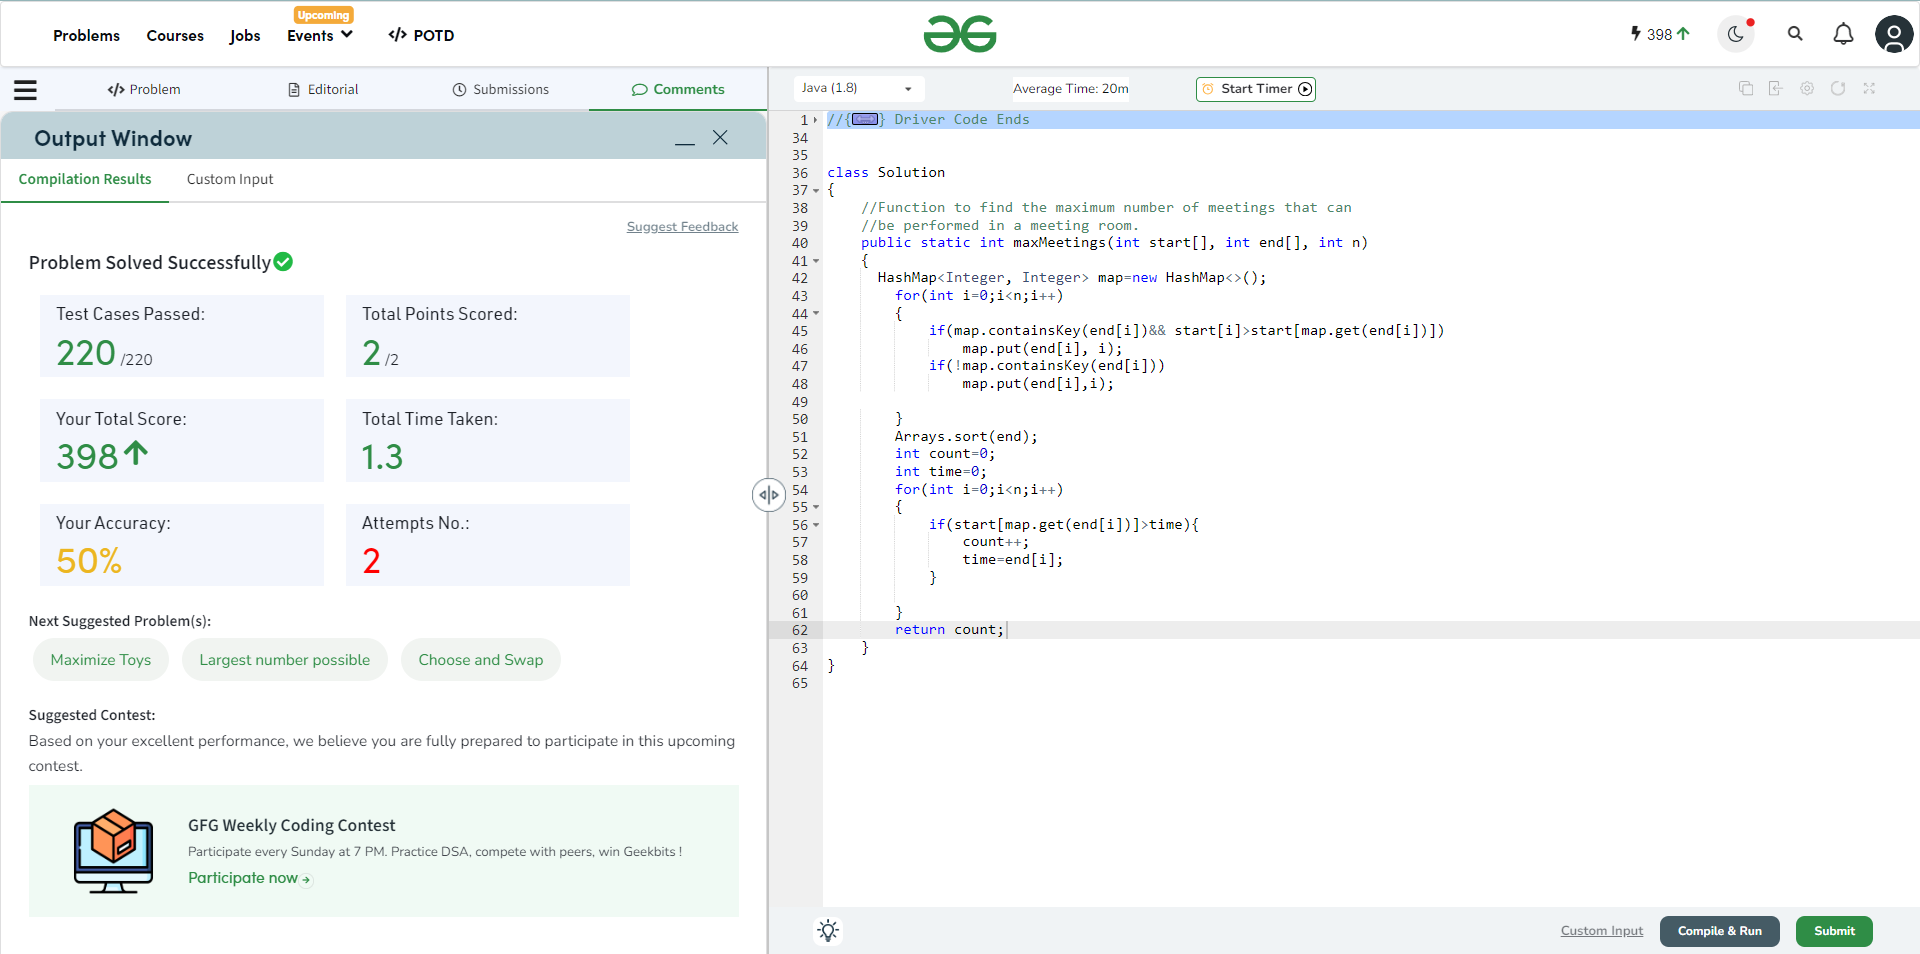 Problems
Courses
Jobs
Upcoming
Events
</> POTD
398
</> Problem
Editorial
Submissions
Comments
Java (1.8)
Average Time: 20m
Start Timer
Output Window
Compilation Results
Custom Input
Suggest Feedback
Problem Solved Successfully
Test Cases Passed:
220 /220
Total Points Scored:
2 /2
Your Total Score:
398
Total Time Taken:
1.3
Your Accuracy:
50%
Attempts No.:
2
Next Suggested Problem(s):
Maximize Toys
Largest number possible
Choose and Swap
Suggested Contest:
Based on your excellent performance, we believe you are fully prepared to participate in this upcoming
contest.
GFG Weekly Coding Contest
Participate every Sunday at 7 PM. Practice DSA, compete with peers, win Geekbits !
Participate now
1 //{ } Driver Code Ends
34
35
36 class Solution
37 {
38 //Function to find the maximum number of meetings that can
39 //be performed in a meeting room.
40 public static int maxMeetings(int start[], int end[], int n)
41 {
42 HashMap<Integer, Integer> map=new HashMap<>();
43 for(int i=0;i<n;i++)
44 {
45 if(map.containsKey(end[i])&& start[i]>start[map.get(end[i])])
46 map.put(end[i], i);
47 if(!map.containsKey(end[i]))
48 map.put(end[i],i);
49
50 }
51 Arrays.sort(end);
52 int count=0;
53 int time=0;
54 for(int i=0;i<n;i++)
55 {
56 if(start[map.get(end[i])]>time){
57 count++;
58 time=end[i];
59 }
60
61 }
62 return count;
63 }
64 }
65
Custom Input
Compile & Run
Submit